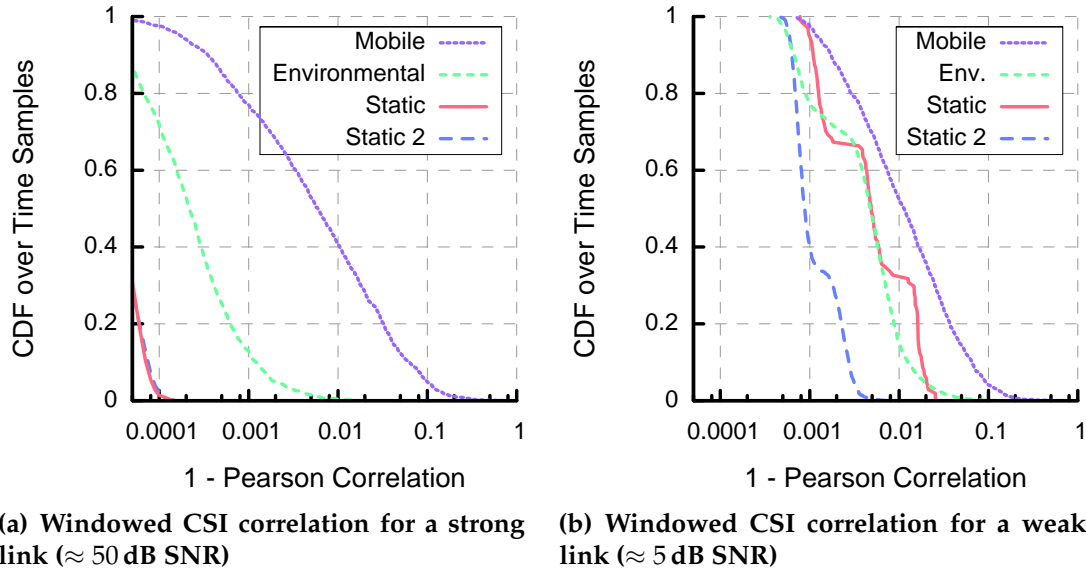 CDF over Time Samples
1
0.8
0.6
0.4
0.2
0
Mobile
Environmental
Static
Static 2
0.0001 0.001 0.01 0.1 1
1 - Pearson Correlation
(a) Windowed CSI correlation for a strong
link (≈ 50 dB SNR)
CDF over Time Samples
1
0.8
0.6
0.4
0.2
0
Mobile
Env.
Static
Static 2
0.0001 0.001 0.01 0.1 1
1 - Pearson Correlation
(b) Windowed CSI correlation for a weak
link (≈ 5 dB SNR)